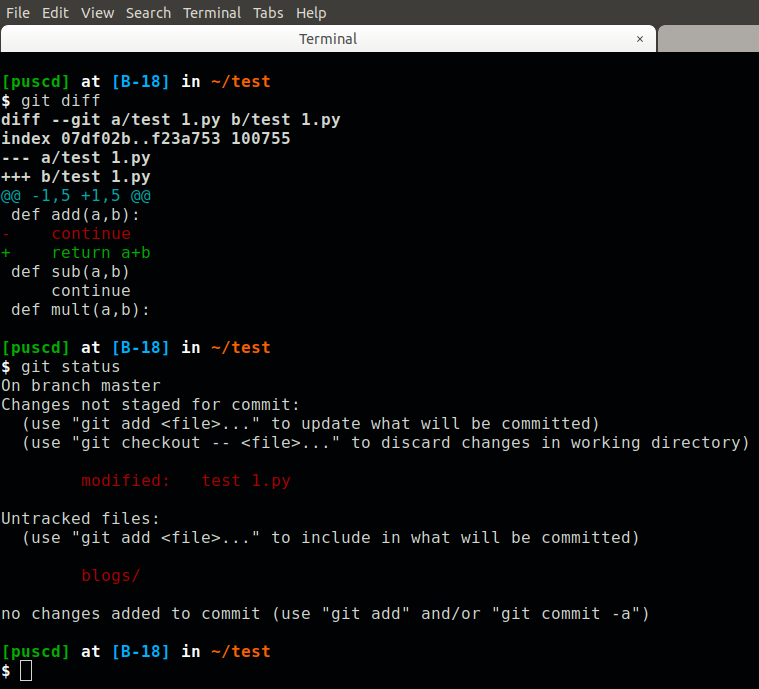 File Edit View Search Terminal Tabs Help
Terminal ×
[puscd] at [B-18] in ~/test
$ git diff
diff --git a/test 1.py b/test 1.py
index 07df02b..f23a753 100755
--- a/test 1.py
+++ b/test 1.py
@@ -1,5 +1,5 @@
 def add(a,b):
-    continue
+    return a+b
 def sub(a,b)
     continue
 def mult(a,b):
[puscd] at [B-18] in ~/test
$ git status
On branch master
Changes not staged for commit:
  (use "git add <file>..." to update what will be committed)
  (use "git checkout -- <file>..." to discard changes in working directory)
        modified:   test 1.py
Untracked files:
  (use "git add <file>..." to include in what will be committed)
        blogs/
no changes added to commit (use "git add" and/or "git commit -a")
[puscd] at [B-18] in ~/test
$